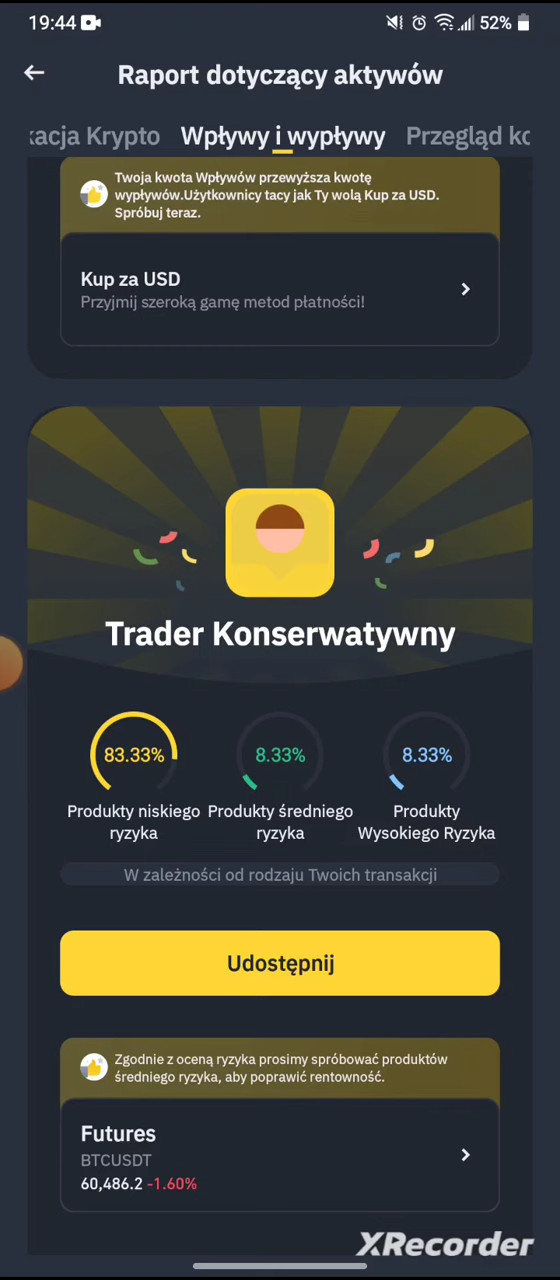 19:44
52%
Raport dotyczący aktywów
kacja Krypto Wpływy i wypływy Przegląd ko
Twoja kwota Wpływów przewyższa kwotę
wypływów.Użytkownicy tacy jak Ty wolą Kup za USD.
Spróbuj teraz.
Kup za USD
Przyjmij szeroką gamę metod płatności!
Trader Konserwatywny
83.33% 8.33% 8.33%
Produkty niskiego Produkty średniego Produkty
ryzyka ryzyka Wysokiego Ryzyka
W zależności od rodzaju Twoich transakcji
Udostępnij
Zgodnie z oceną ryzyka prosimy spróbować produktów
średniego ryzyka, aby poprawić rentowność.
Futures
BTCUSDT
60,486.2 -1.60%
XRecorder